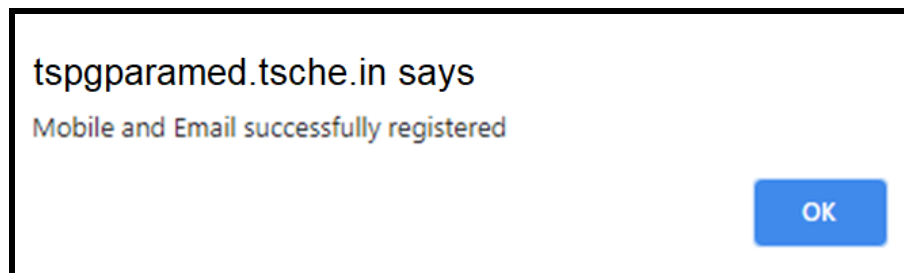 tspgparamed.tsche.in says
Mobile and Email successfully registered
OK